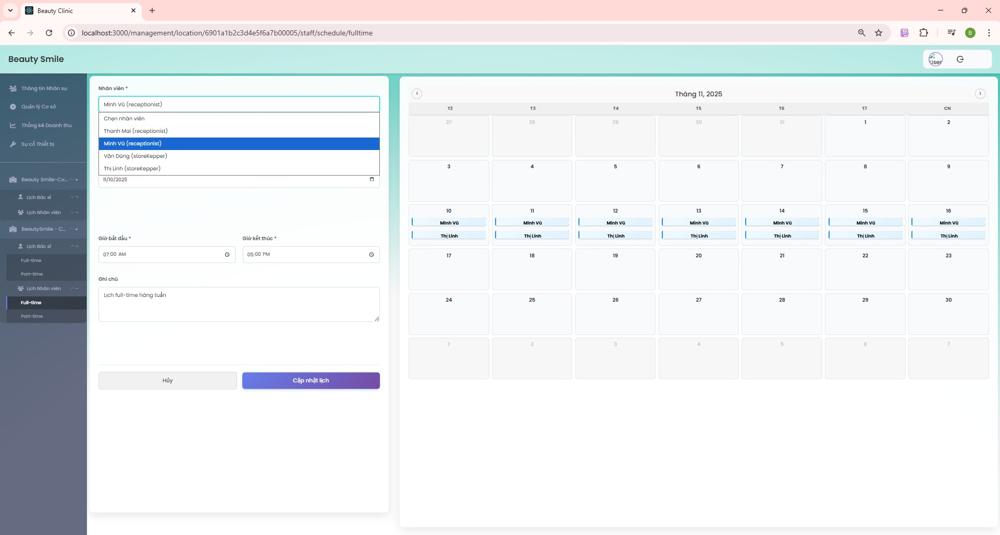 Beauty Clinic
localhost:3000/management/location/6901a1b2c3d4e5f6a7b00005/staff/schedule/fulltime
B
Beauty Smile
User
Thông tin Nhân sự
Quản lý Cơ sở
Thống kê Doanh thu
Sự cố Thiết bị
Beauty Smile-Cơ...
Lịch Bác sĩ
Lịch Nhân viên
BeautySmile - C...
Lịch Bác sĩ
Full-time
Part-time
Lịch Nhân viên
Full-time
Part-time
Nhân viên *
Minh Vũ (receptionist)
Chọn nhân viên
Thanh Mai (receptionist)
Minh Vũ (receptionist)
Văn Dũng (storeKepper)
Thị Linh (storeKepper)
11/10/2025
Giờ bắt đầu * Giờ kết thúc *
07:00 AM 05:00 PM
Ghi chú
Lịch full-time hàng tuần
Hủy Cập nhật lịch
Tháng 11, 2025
T2 T3 T4 T5 T6 T7 CN
27 28 29 30 31 1 2
3 4 5 6 7 8 9
10 11 12 13 14 15 16
Minh Vũ Minh Vũ Minh Vũ Minh Vũ Minh Vũ Minh Vũ Minh Vũ
Thị Linh Thị Linh Thị Linh Thị Linh Thị Linh Thị Linh Thị Linh
17 18 19 20 21 22 23
24 25 26 27 28 29 30
1 2 3 4 5 6 7